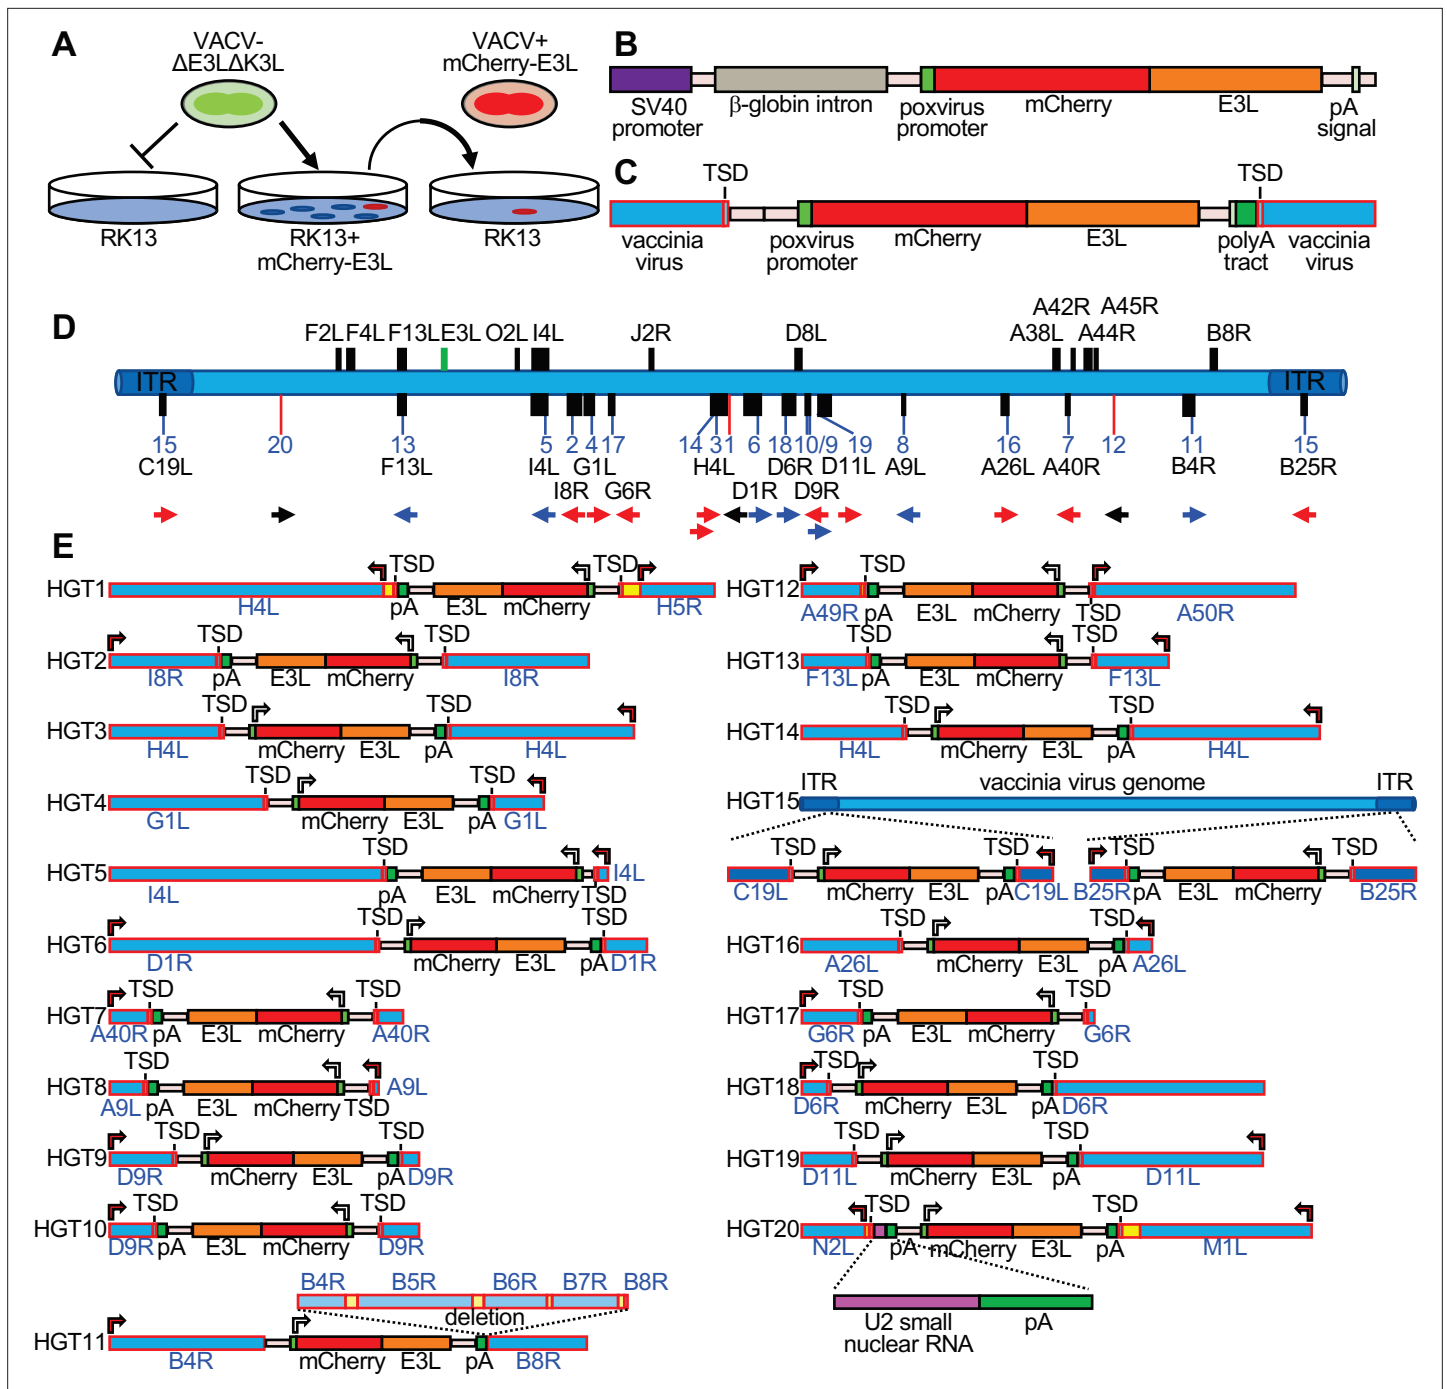 A
VACV-
ΔE3LΔK3L
VACV+
mCherry-E3L
RK13
RK13+
mCherry-E3L
RK13
B
SV40
promoter
β-globin intron
poxvirus
promoter
mCherry
E3L
pA
signal
C
TSD
TSD
vaccinia
virus
poxvirus
promoter
mCherry
E3L
polyA
tract
vaccinia
virus
D
A42R A45R
F2L F4L F13L E3L O2L I4L J2R D8L A38L A44R B8R
ITR ITR
15 20 13 5 2 4 17 14 3 1 6 18 10/9 19 8 16 7 12 11 15
C19L F13L I4L G1L H4L D6R D11L A9L A26L A40R B4R B25R
I8R G6R D1R D9R
E
HGT1
TSD TSD
H4L pA E3L mCherry H5R
HGT2
TSD TSD
I8R pA E3L mCherry I8R
HGT3
TSD TSD
H4L mCherry E3L pA H4L
HGT4
TSD TSD
G1L mCherry E3L pA G1L
HGT5
TSD I4L
I4L pA E3L mCherry TSD
HGT6
TSD TSD
D1R mCherry E3L pA D1R
HGT7
TSD TSD
A40R pA E3L mCherry A40R
HGT8
TSD A9L
A9L pA E3L mCherry TSD
HGT9
TSD TSD
D9R mCherry E3L pA D9R
HGT10
TSD TSD
D9R pA E3L mCherry D9R
B4R B5R B6R B7R B8R
deletion
HGT11
B4R mCherry E3L pA B8R
HGT12
TSD
A49R pA E3L mCherry TSD A50R
HGT13
TSD TSD
F13L pA E3L mCherry F13L
HGT14
TSD TSD
H4L mCherry E3L pA H4L
ITR vaccinia virus genome ITR
HGT15
TSD TSD TSD TSD
C19L mCherry E3L pA C19L B25R pA E3L mCherry B25R
HGT16
TSD TSD
A26L mCherry E3L pA A26L
HGT17
TSD TSD
G6R pA E3L mCherry G6R
HGT18
TSD TSD
D6R mCherry E3L pA D6R
HGT19
TSD TSD
D11L mCherry E3L pA D11L
HGT20
TSD TSD
N2L pA mCherry E3L pA M1L
U2 small
nuclear RNA
pA